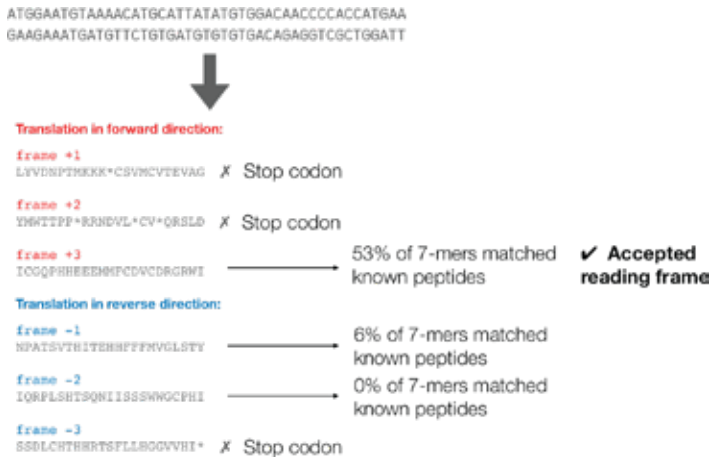 ATGGAATGTAAAACATGCATTATATGTGGACAACCCCACCATGAA
GAAGAAATGATGTTCTGTGATGTGTGTGACAGAGGTCGCTGGATT
Translation in forward direction:
frame +1
LYVDNPTMKKK*CSVMCVTEVAG ✗ Stop codon
frame +2
YMWTTPP*RRNDVL*CV*QRSLD ✗ Stop codon
frame +3
ICGQPHHEEEMMFCDVCDRGRWI
53% of 7-mers matched
known peptides
✔ Accepted
reading frame
Translation in reverse direction:
frame -1
NPATSVTHITEHHFFFMVGLSTY
6% of 7-mers matched
known peptides
frame -2
IQRPLSHTSQNIISSSWWGCPHI
0% of 7-mers matched
known peptides
frame -3
SSDLCHTHHRTSFLLHGGVVHI* ✗ Stop codon